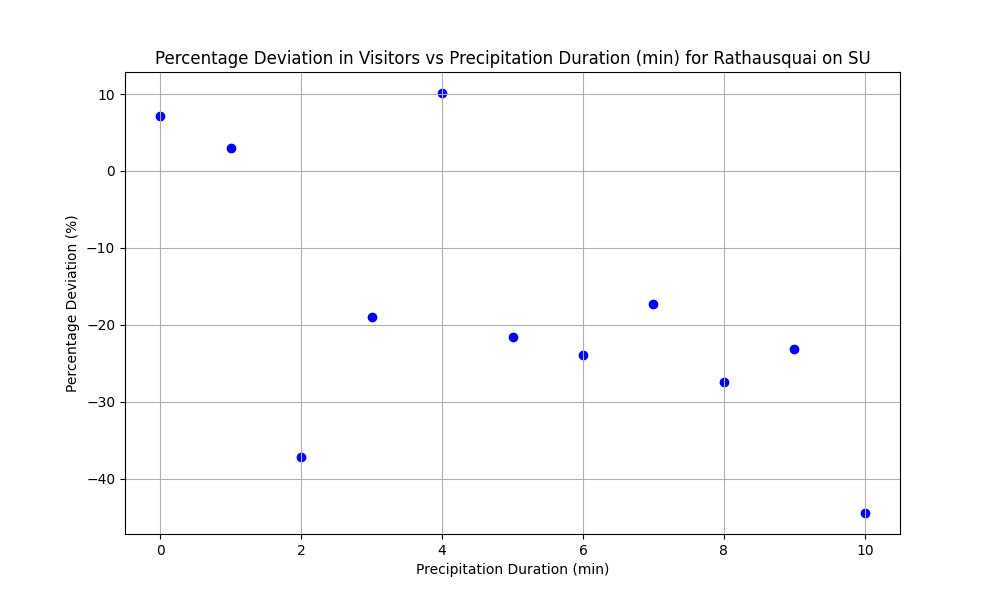 Percentage Deviation in Visitors vs Precipitation Duration (min) for Rathausquai on SU
10
0
−10
−20
−30
−40
Percentage Deviation (%)
0 2 4 6 8 10
Precipitation Duration (min)